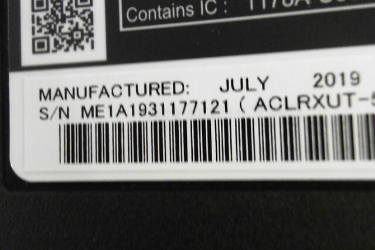 Contains IC :
MANUFACTURED: JULY 2019
S/N ME1A1931177121 ( ACLRXUT-